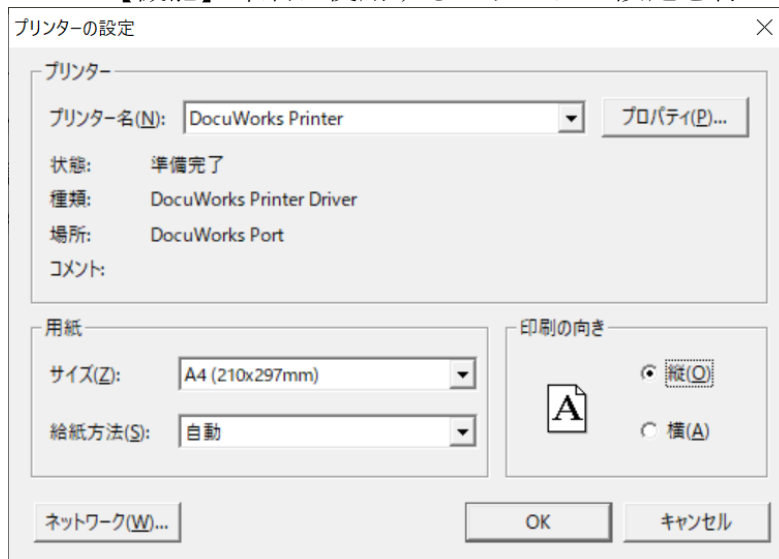 プリンターの設定
プリンター
プリンター名(N): DocuWorks Printer プロパティ(P)...
状態: 準備完了
種類: DocuWorks Printer Driver
場所: DocuWorks Port
コメント:
用紙
サイズ(Z): A4 (210x297mm)
給紙方法(S): 自動
印刷の向き
A
縦(O)
横(A)
ネットワーク(W)... OK キャンセル